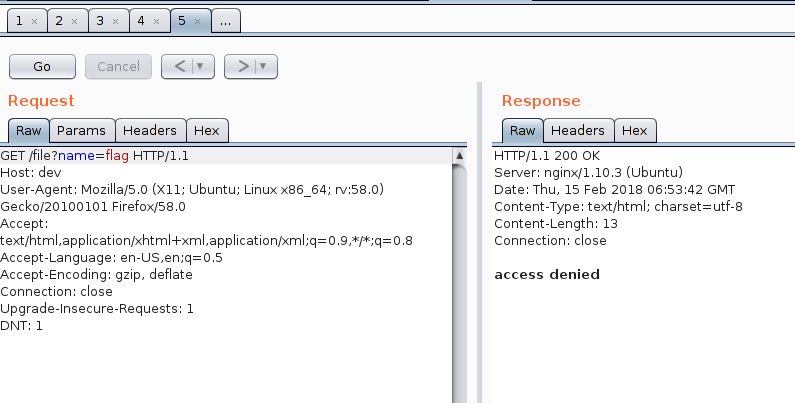 1 × 2 × 3 × 4 × 5 × ...
Go Cancel < ▼ > ▼
Request
Raw Params Headers Hex
GET /file?name=flag HTTP/1.1
Host: dev
User-Agent: Mozilla/5.0 (X11; Ubuntu; Linux x86_64; rv:58.0)
Gecko/20100101 Firefox/58.0
Accept:
text/html,application/xhtml+xml,application/xml;q=0.9,*/*;q=0.8
Accept-Language: en-US,en;q=0.5
Accept-Encoding: gzip, deflate
Connection: close
Upgrade-Insecure-Requests: 1
DNT: 1
Response
Raw Headers Hex
HTTP/1.1 200 OK
Server: nginx/1.10.3 (Ubuntu)
Date: Thu, 15 Feb 2018 06:53:42 GMT
Content-Type: text/html; charset=utf-8
Content-Length: 13
Connection: close
access denied